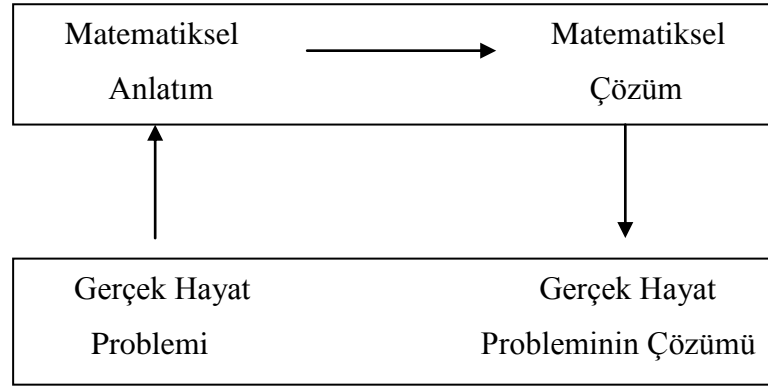 Matematiksel
Anlatım
Matematiksel
Çözüm
Gerçek Hayat
Problemi
Gerçek Hayat
Probleminin Çözümü